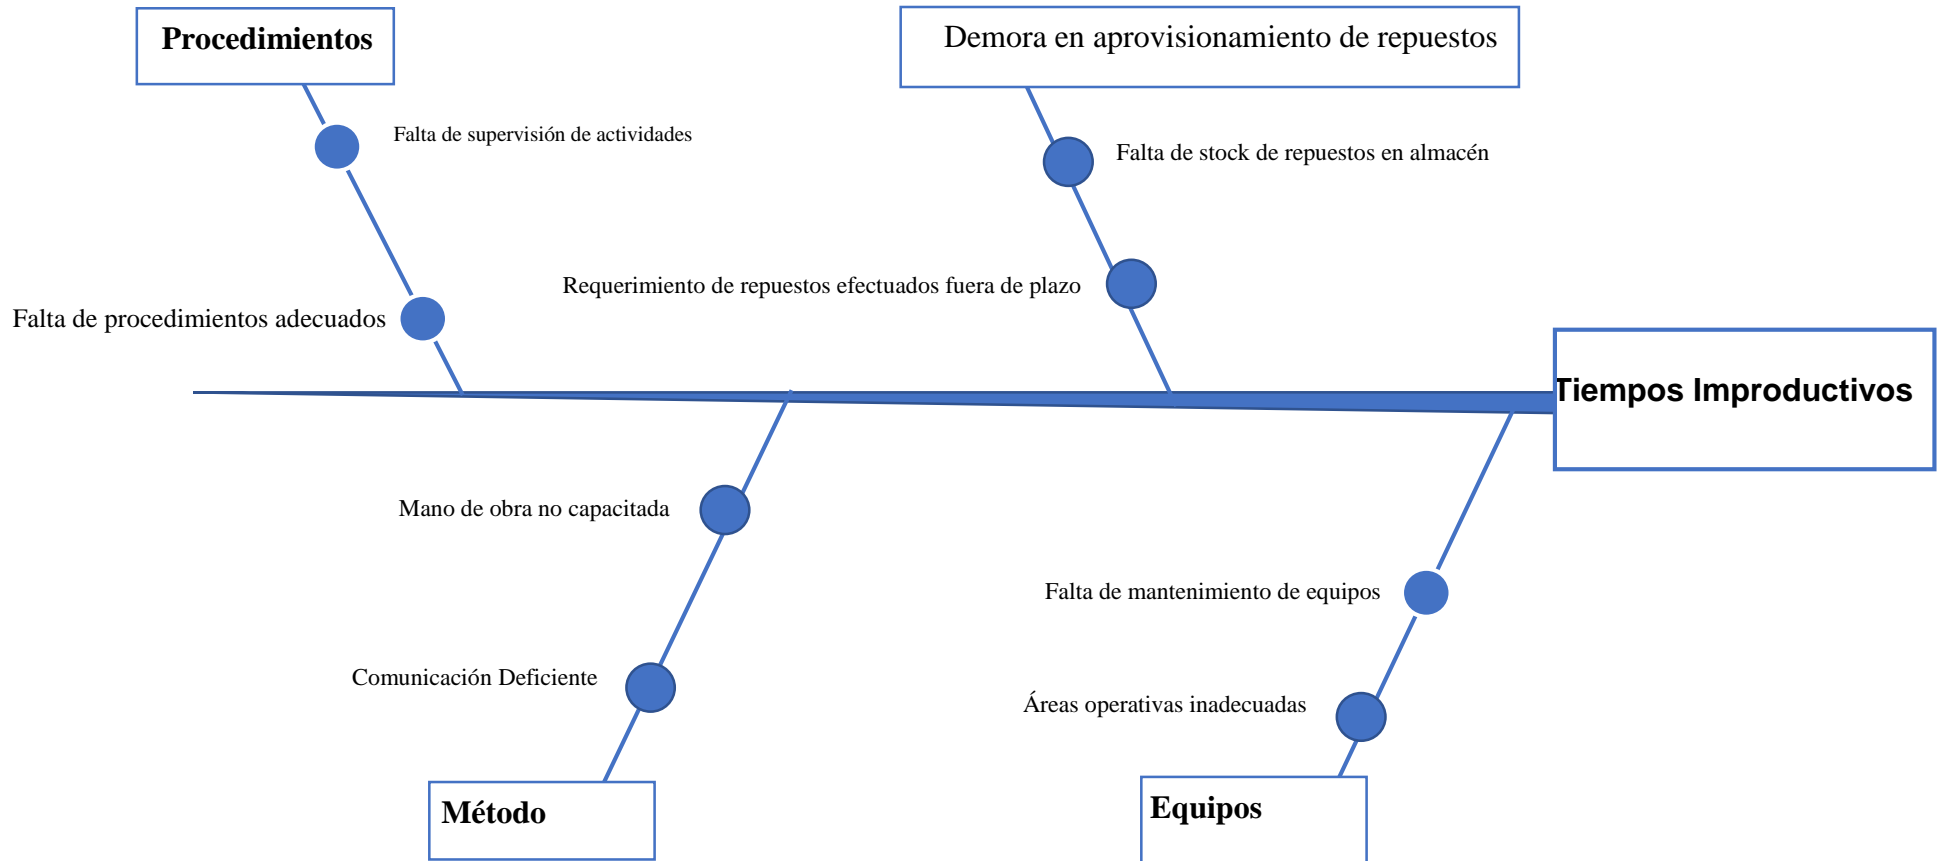 Procedimientos
Demora en aprovisionamiento de repuestos
Falta de supervisión de actividades
Falta de stock de repuestos en almacén
Requerimiento de repuestos efectuados fuera de plazo
Falta de procedimientos adecuados
Tiempos Improductivos
Mano de obra no capacitada
Falta de mantenimiento de equipos
Comunicación Deficiente
Áreas operativas inadecuadas
Método
Equipos